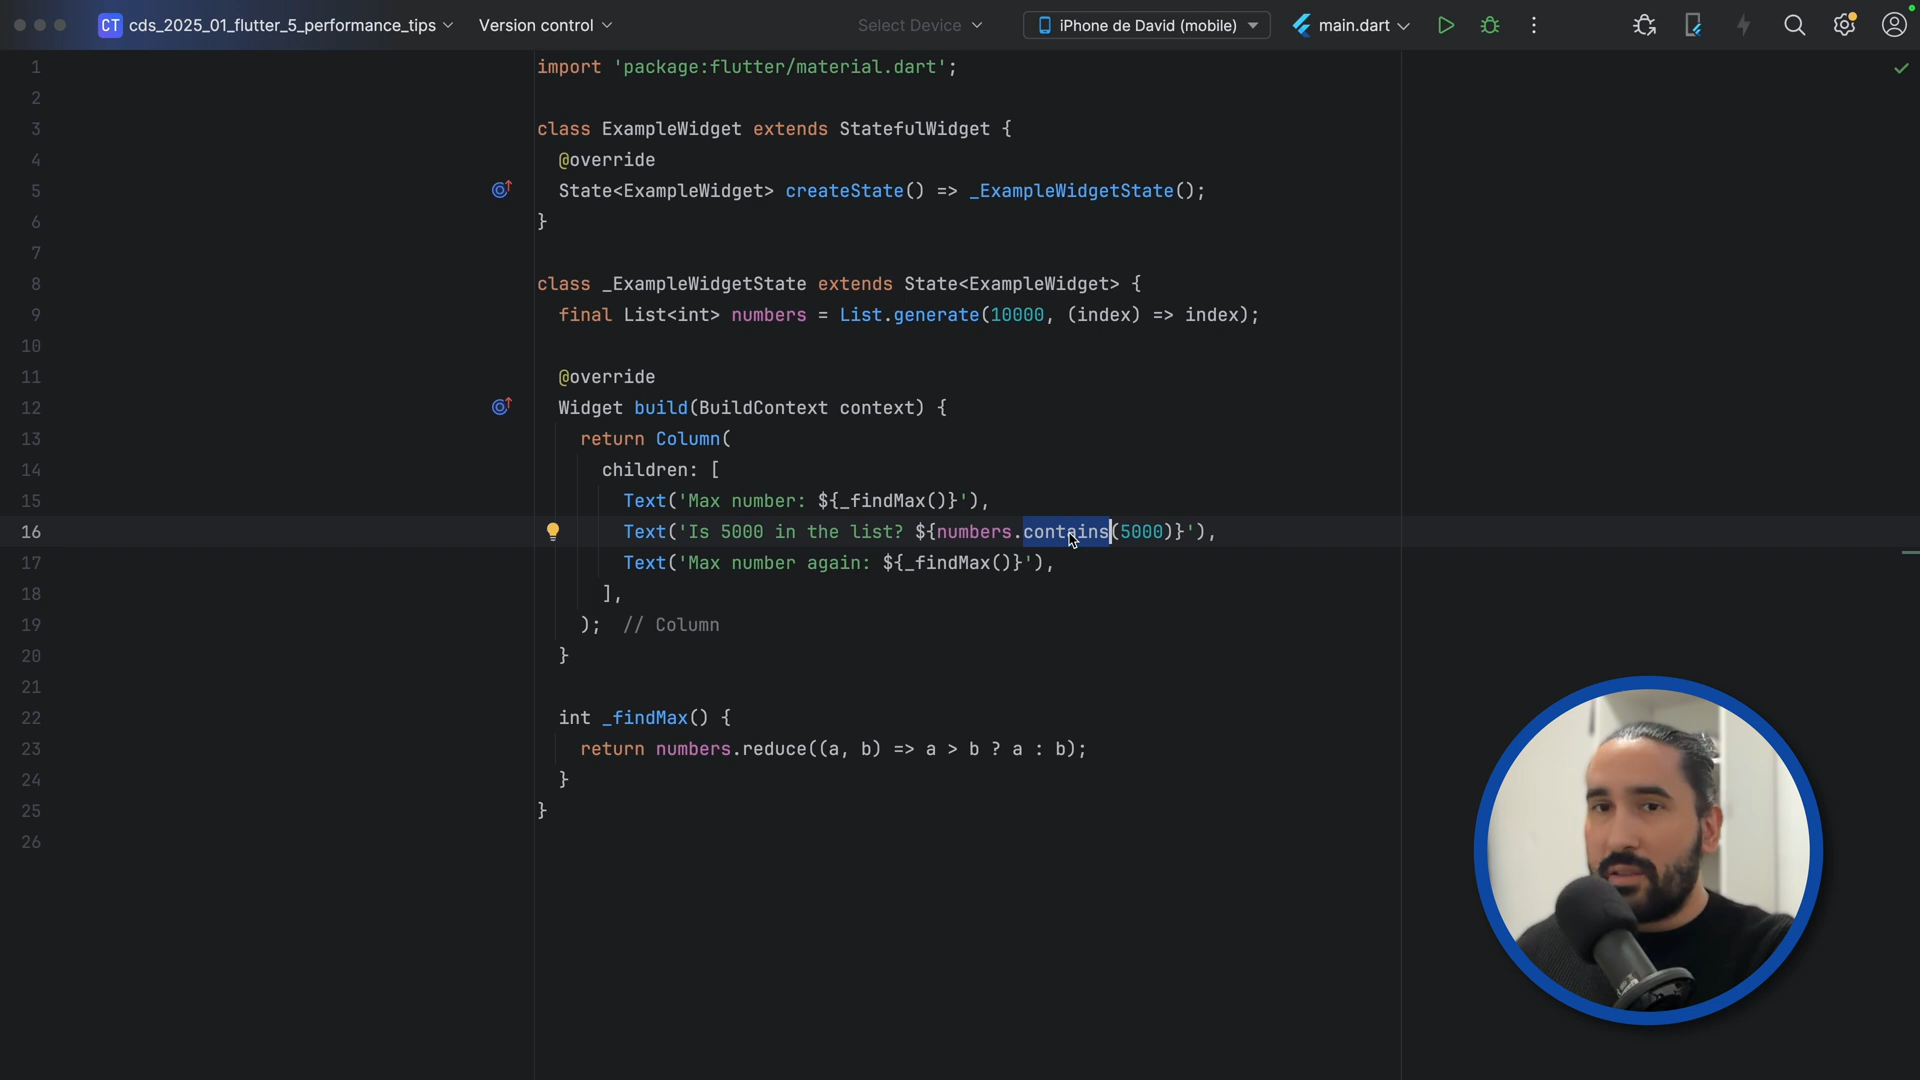 CT cds_2025_01_flutter_5_performance_tips Version control Select Device iPhone de David (mobile) main.dart
1 import 'package:flutter/material.dart';
2
3 class ExampleWidget extends StatefulWidget {
4 @override
5 State<ExampleWidget> createState() => _ExampleWidgetState();
6 }
7
8 class _ExampleWidgetState extends State<ExampleWidget> {
9 final List<int> numbers = List.generate(10000, (index) => index);
10
11 @override
12 Widget build(BuildContext context) {
13 return Column(
14 children: [
15 Text('Max number: ${_findMax()}'),
16 Text('Is 5000 in the list? ${numbers.contains(5000)}'),
17 Text('Max number again: ${_findMax()}'),
18 ],
19 ); // Column
20 }
21
22 int _findMax() {
23 return numbers.reduce((a, b) => a > b ? a : b);
24 }
25 }
26